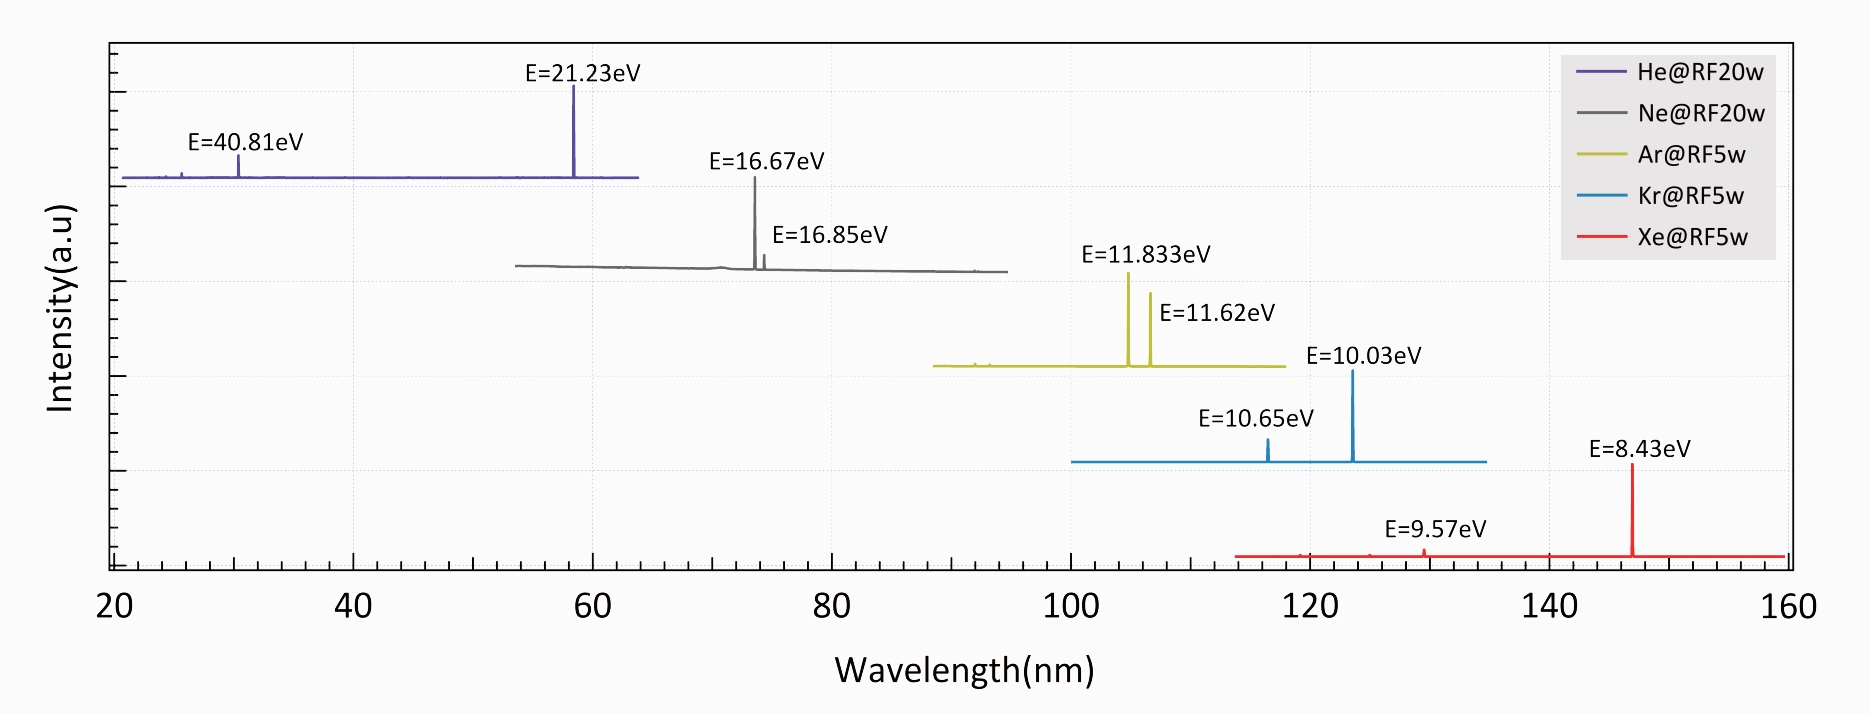 E=21.23eV
E=40.81eV
E=16.67eV
E=16.85eV
E=11.833eV
E=11.62eV
E=10.03eV
E=10.65eV
E=8.43eV
E=9.57eV
He@RF20w
Ne@RF20w
Ar@RF5w
Kr@RF5w
Xe@RF5w
Intensity(a.u)
20 40 60 80 100 120 140 160
Wavelength(nm)